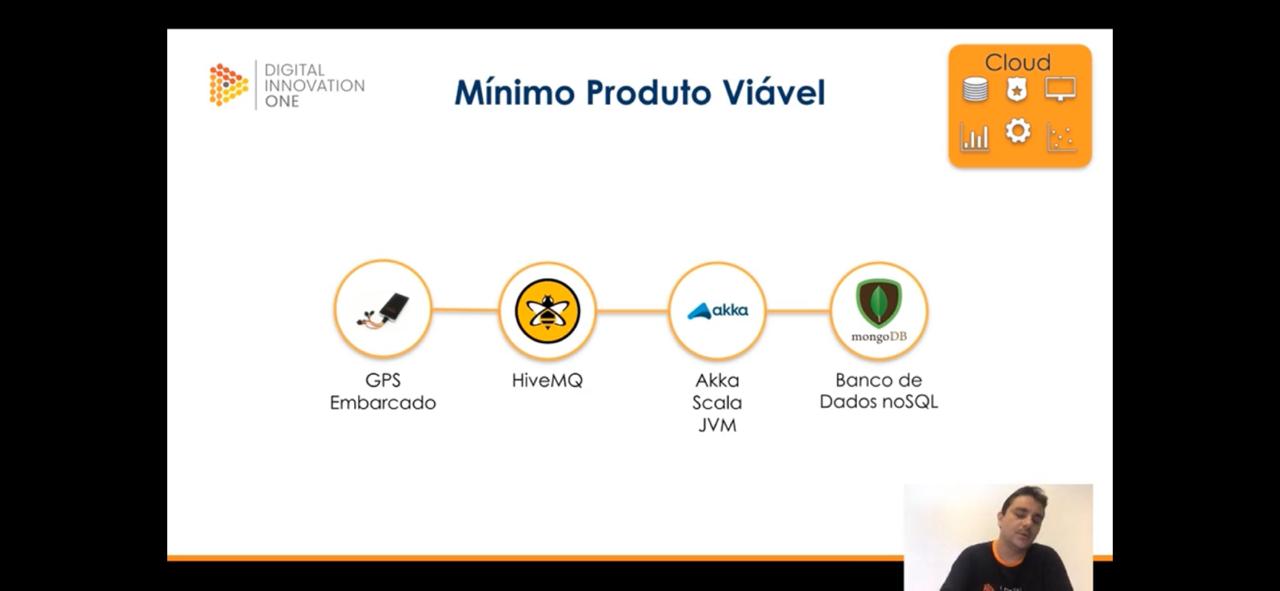 DIGITAL
INNOVATION
ONE
Mínimo Produto Viável
Cloud
akka
mongoDB
GPS
Embarcado
HiveMQ
Akka
Scala
JVM
Banco de
Dados noSQL